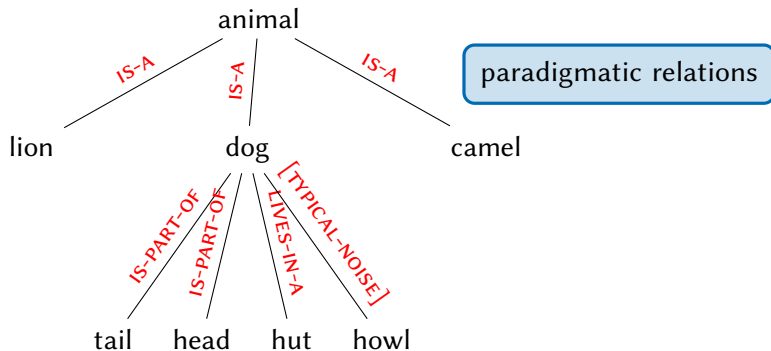 animal
paradigmatic relations
IS-A
IS-A
IS-A
lion
dog
camel
IS-PART-OF
IS-PART-OF
LIVES-IN-A
[TYPICAL-NOISE]
tail
head
hut
howl